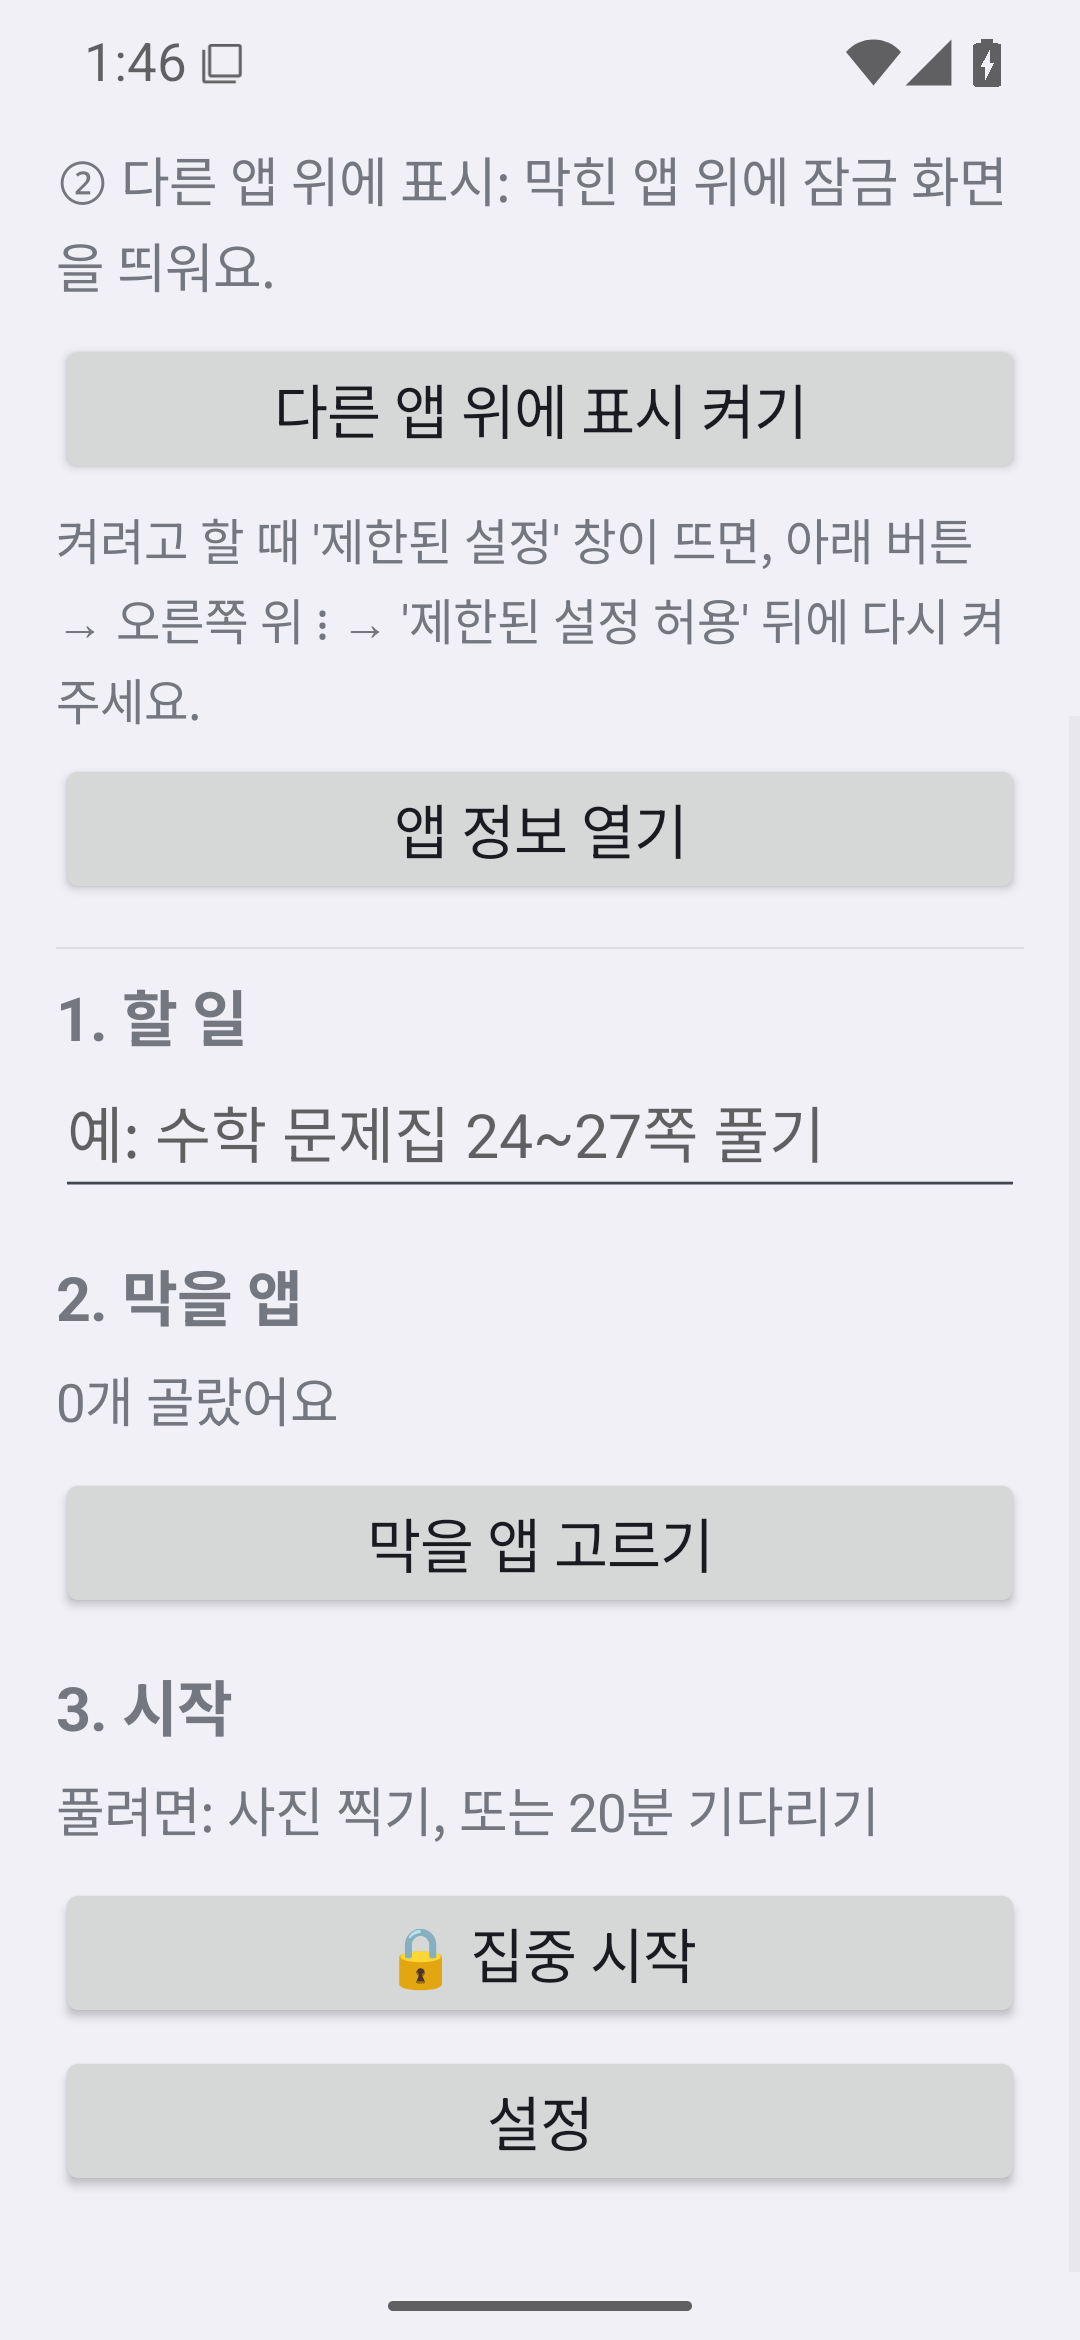 1:46
② 다른 앱 위에 표시: 막힌 앱 위에 잠금 화면
을 띄워요.
다른 앱 위에 표시 켜기
켜려고 할 때 '제한된 설정' 창이 뜨면, 아래 버튼
→ 오른쪽 위 ⋮ → '제한된 설정 허용' 뒤에 다시 켜
주세요.
앱 정보 열기
1. 할 일
예: 수학 문제집 24~27쪽 풀기
2. 막을 앱
0개 골랐어요
막을 앱 고르기
3. 시작
풀려면: 사진 찍기, 또는 20분 기다리기
🔒 집중 시작
설정